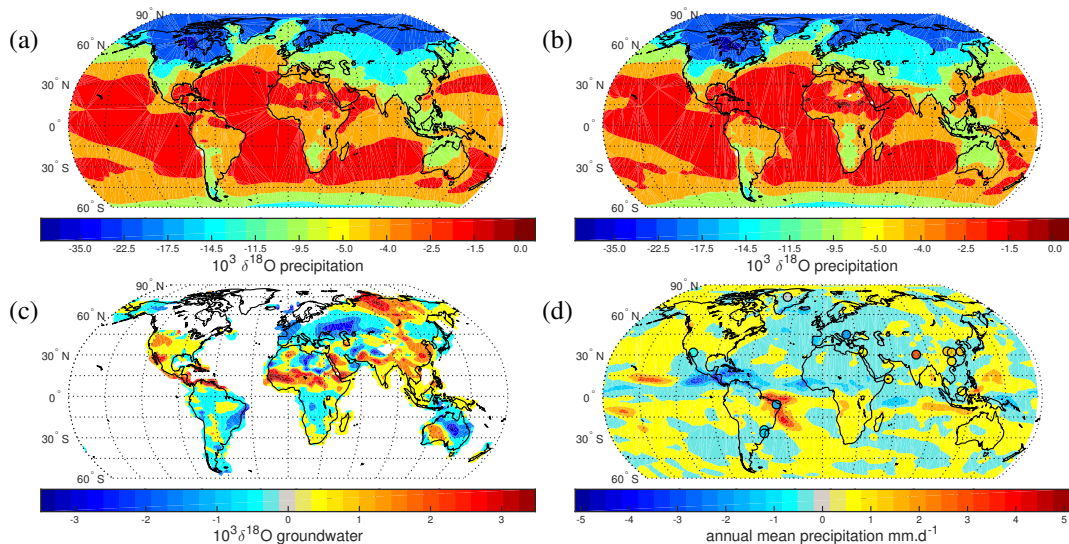 (a)
90° N
60° N
30° N
0°
30° S
60° S
-35.0 -22.5 -17.5 -14.5 -11.5 -9.5 -5.0 -4.0 -2.5 -1.5 0.0
10³ δ¹⁸O precipitation
(b)
90° N
60° N
30° N
0°
30° S
60° S
-35.0 -22.5 -17.5 -14.5 -11.5 -9.5 -5.0 -4.0 -2.5 -1.5 0.0
10³ δ¹⁸O precipitation
(c)
90° N
60° N
30° N
0°
30° S
60° S
-3 -2 -1 0 1 2 3
10³ δ¹⁸O groundwater
(d)
90° N
60° N
30° N
0°
30° S
60° S
-5 -4 -3 -2 -1 0 1 2 3 4 5
annual mean precipitation mm.d⁻¹